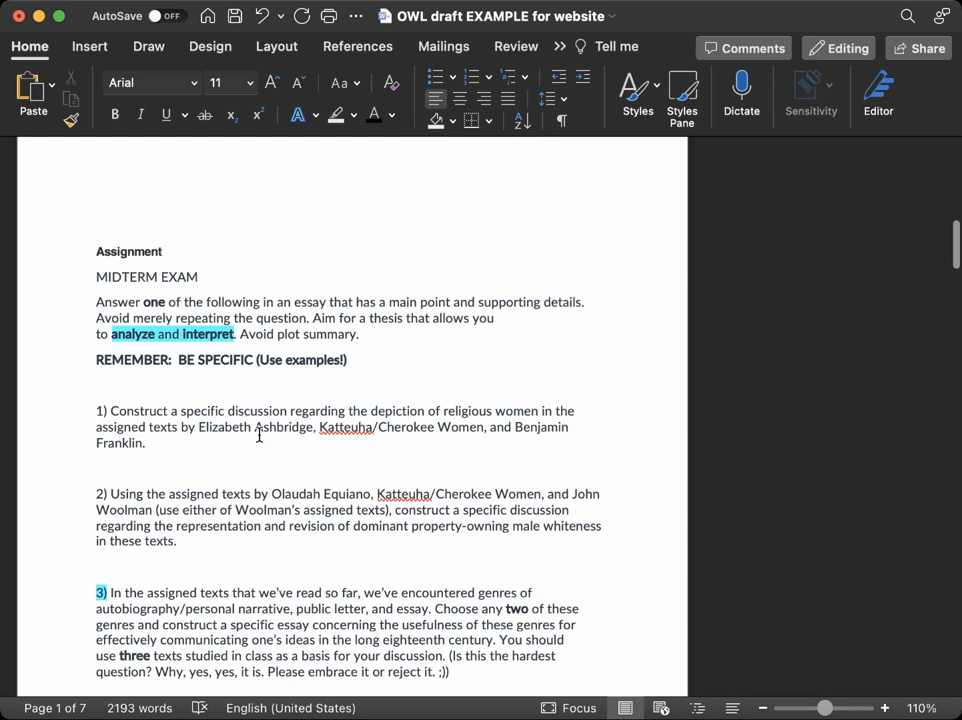 AutoSave OFF OWL draft EXAMPLE for website
Home Insert Draw Design Layout References Mailings Review Tell me Comments Editing Share
Paste Arial 11 Aa Styles Styles Pane Dictate Sensitivity Editor
B I U ab x₂ x² A A A Z
Assignment
MIDTERM EXAM
Answer one of the following in an essay that has a main point and supporting details.
Avoid merely repeating the question. Aim for a thesis that allows you
to analyze and interpret. Avoid plot summary.
REMEMBER: BE SPECIFIC (Use examples!)
1) Construct a specific discussion regarding the depiction of religious women in the
assigned texts by Elizabeth Ashbridge, Katteuha/Cherokee Women, and Benjamin
Franklin.
2) Using the assigned texts by Olaudah Equiano, Katteuha/Cherokee Women, and John
Woolman (use either of Woolman's assigned texts), construct a specific discussion
regarding the representation and revision of dominant property-owning male whiteness
in these texts.
3) In the assigned texts that we've read so far, we've encountered genres of
autobiography/personal narrative, public letter, and essay. Choose any two of these
genres and construct a specific essay concerning the usefulness of these genres for
effectively communicating one's ideas in the long eighteenth century. You should
use three texts studied in class as a basis for your discussion. (Is this the hardest
question? Why, yes, yes, it is. Please embrace it or reject it. ;))
Page 1 of 7 2193 words English (United States) Focus 110%